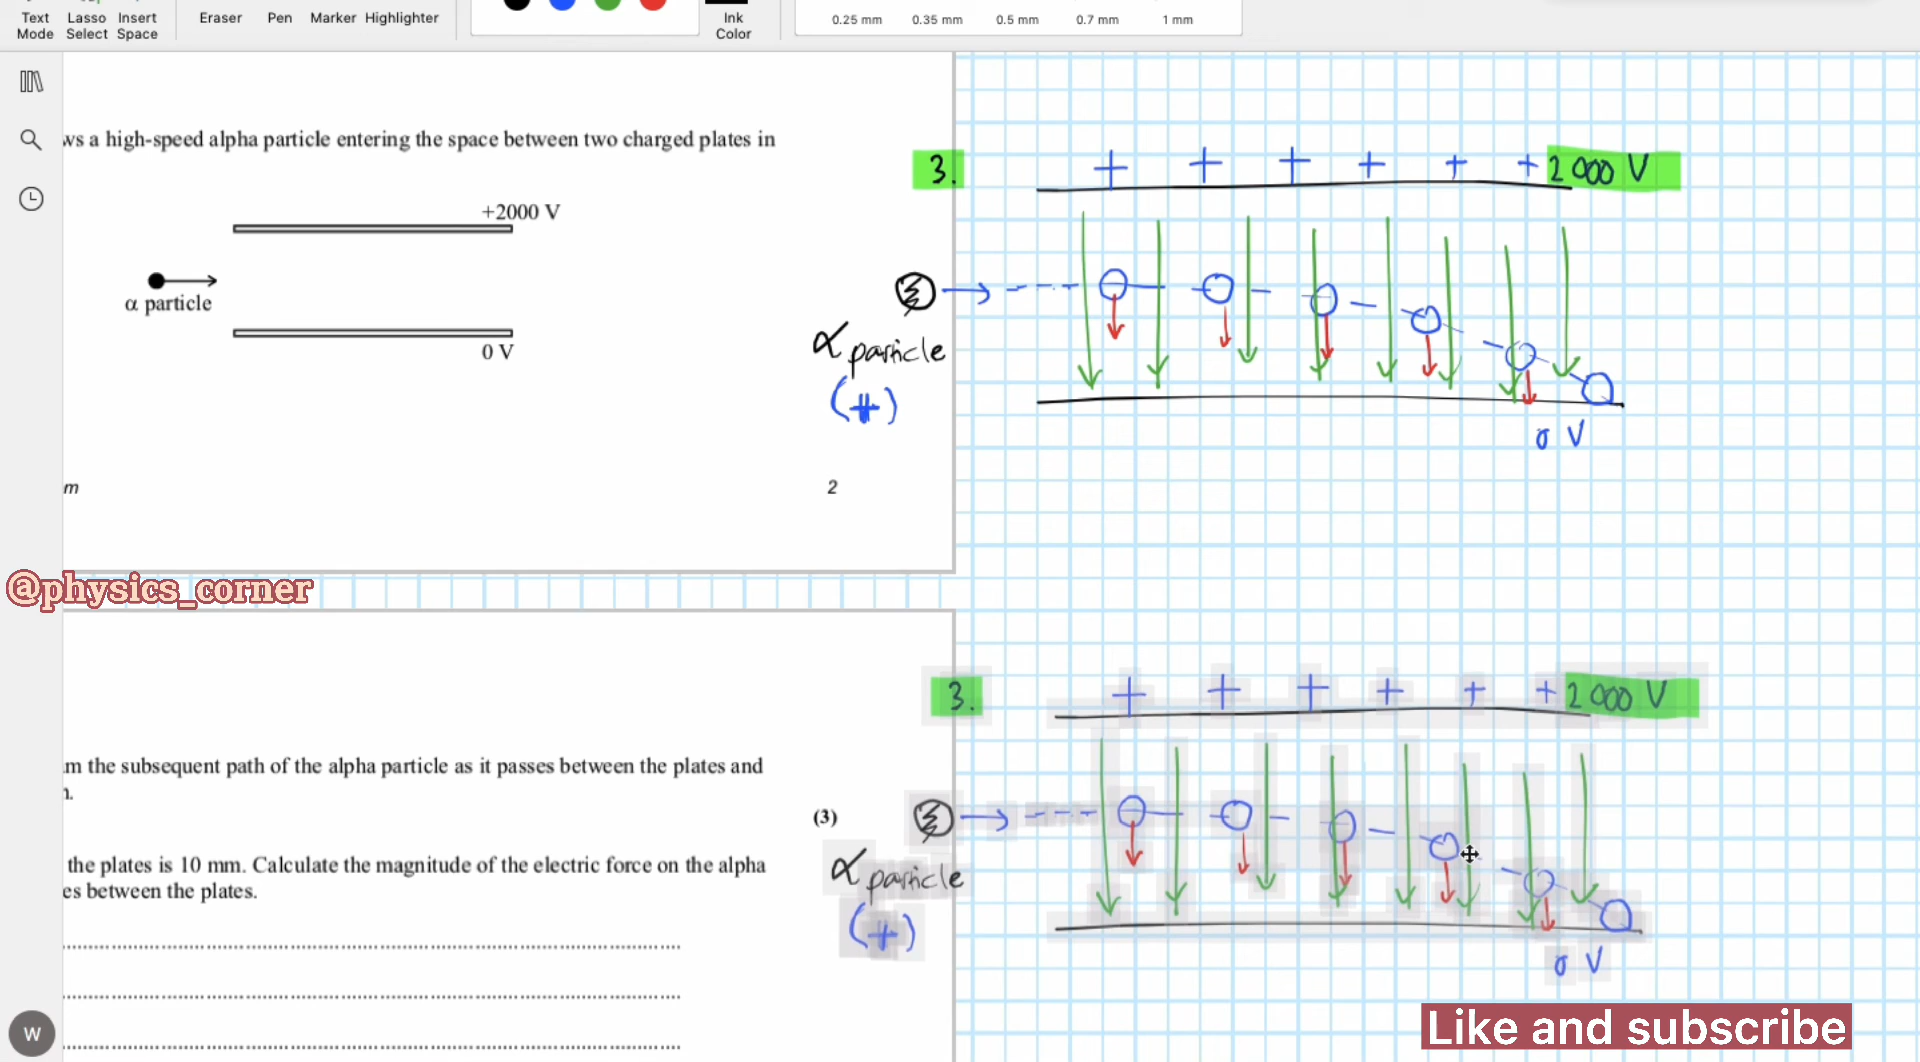 Text Mode
Lasso Select
Insert Space
Eraser
Pen
Marker
Highlighter
Ink Color
0.25 mm
0.35 mm
0.5 mm
0.7 mm
1 mm
ws a high-speed alpha particle entering the space between two charged plates in
+2000 V
α particle
0 V
m
2
3.
+ + + + + + 2000 V
α particle
(+)
0 V
@physics_corner
m the subsequent path of the alpha particle as it passes between the plates and
(3)
the plates is 10 mm. Calculate the magnitude of the electric force on the alpha
es between the plates.
3.
+ + + + + + 2000 V
α particle
(+)
0 V
W
Like and subscribe